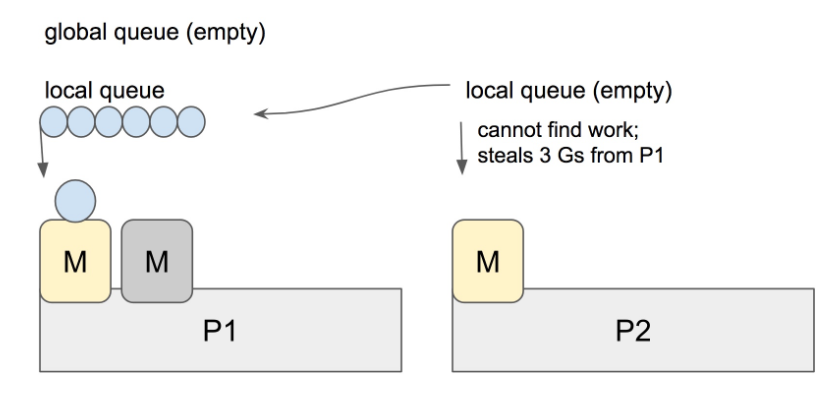 global queue (empty)
local queue
local queue (empty)
cannot find work;
steals 3 Gs from P1
M
M
M
P1
P2